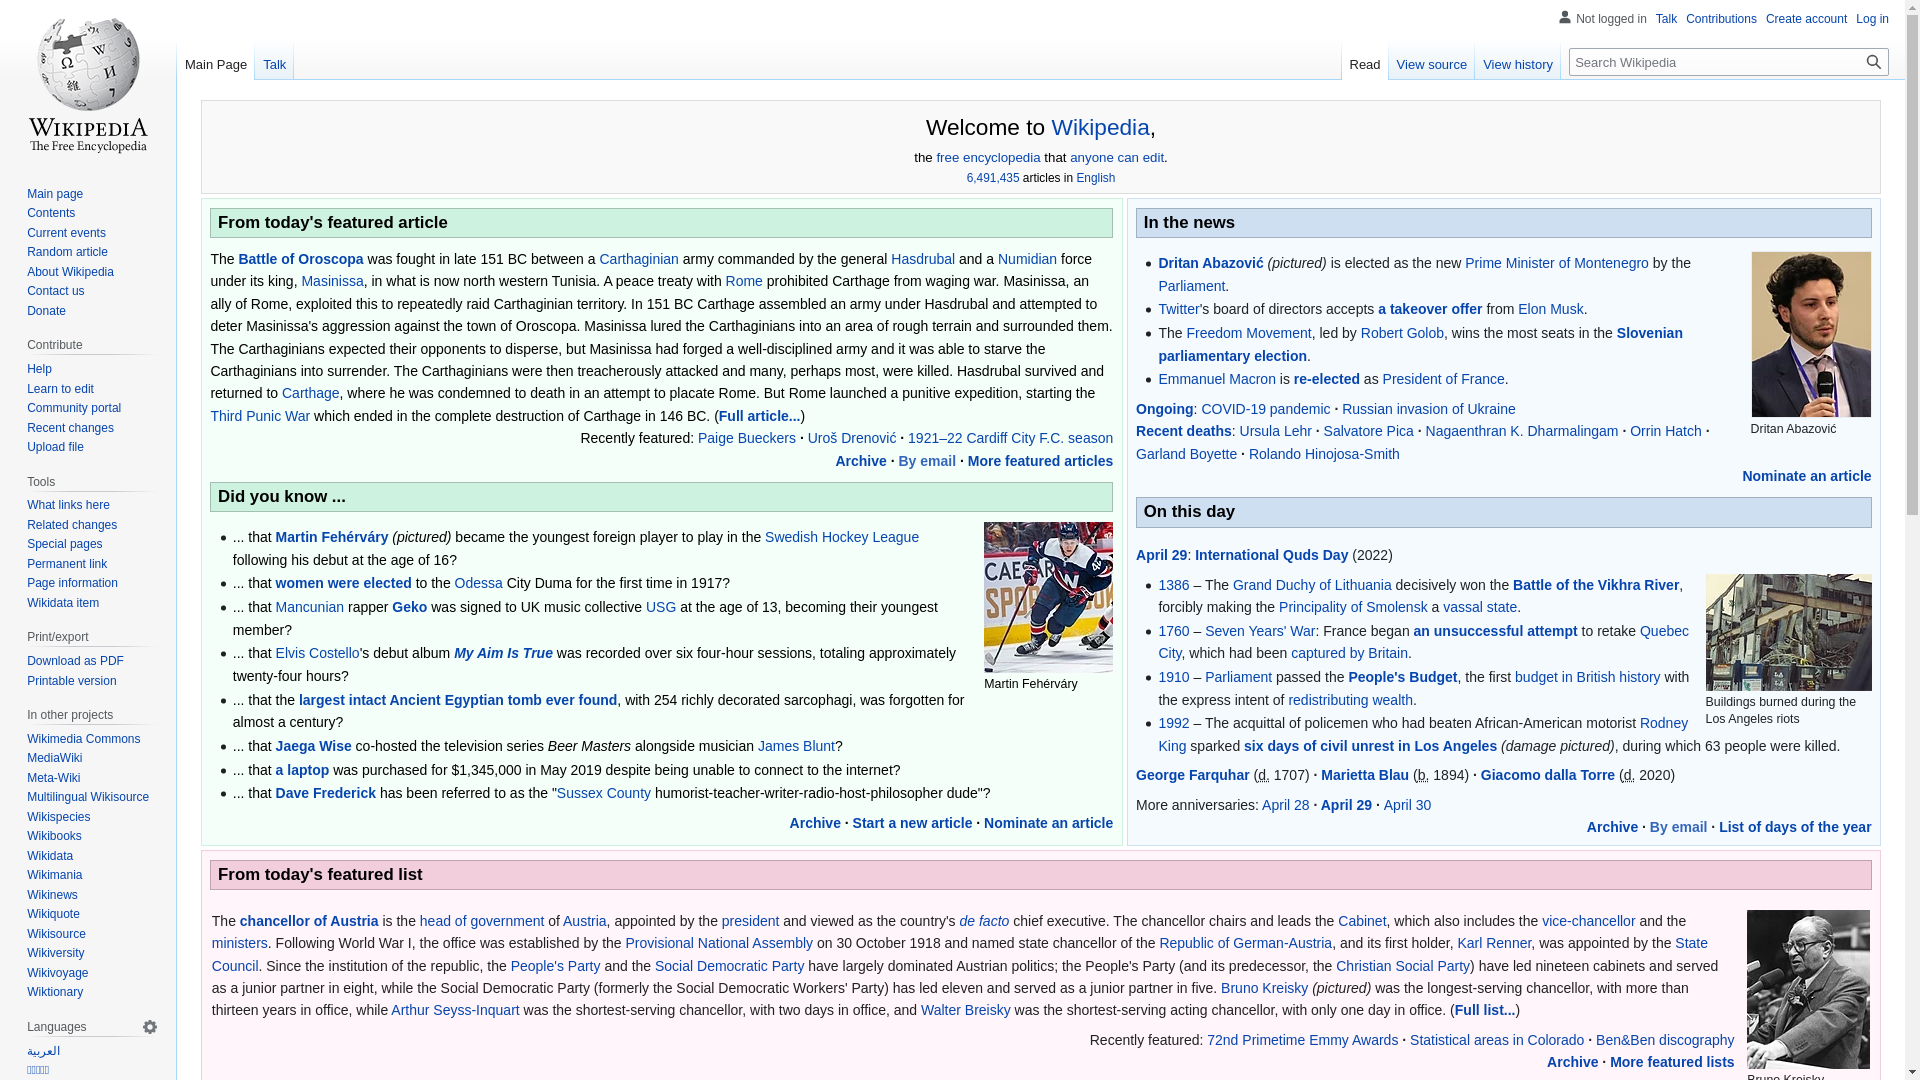 Not logged in Talk Contributions Create account Log in
Main Page Talk
Read View source View history Search Wikipedia
WIKIPEDIA
The Free Encyclopedia
Main page
Contents
Current events
Random article
About Wikipedia
Contact us
Donate
Contribute
Help
Learn to edit
Community portal
Recent changes
Upload file
Tools
What links here
Related changes
Special pages
Permanent link
Page information
Wikidata item
Print/export
Download as PDF
Printable version
In other projects
Wikimedia Commons
MediaWiki
Meta-Wiki
Multilingual Wikisource
Wikispecies
Wikibooks
Wikidata
Wikimania
Wikinews
Wikiquote
Wikisource
Wikiversity
Wikivoyage
Wiktionary
Languages
العربية
Welcome to Wikipedia,
the free encyclopedia that anyone can edit.
6,491,435 articles in English
From today's featured article
The Battle of Oroscopa was fought in late 151 BC between a Carthaginian army commanded by the general Hasdrubal and a Numidian force
under its king, Masinissa, in what is now north western Tunisia. A peace treaty with Rome prohibited Carthage from waging war. Masinissa, an
ally of Rome, exploited this to repeatedly raid Carthaginian territory. In 151 BC Carthage assembled an army under Hasdrubal and attempted to
deter Masinissa's aggression against the town of Oroscopa. Masinissa lured the Carthaginians into an area of rough terrain and surrounded them.
The Carthaginians expected their opponents to disperse, but Masinissa had forged a well-disciplined army and it was able to starve the
Carthaginians into surrender. The Carthaginians were then treacherously attacked and many, perhaps most, were killed. Hasdrubal survived and
returned to Carthage, where he was condemned to death in an attempt to placate Rome. But Rome launched a punitive expedition, starting the
Third Punic War which ended in the complete destruction of Carthage in 146 BC. (Full article...)
Recently featured: Paige Bueckers · Uroš Drenović · 1921–22 Cardiff City F.C. season
Archive · By email · More featured articles
Did you know ...
... that Martin Fehérváry (pictured) became the youngest foreign player to play in the Swedish Hockey League
following his debut at the age of 16?
... that women were elected to the Odessa City Duma for the first time in 1917?
... that Mancunian rapper Geko was signed to UK music collective USG at the age of 13, becoming their youngest
member?
... that Elvis Costello's debut album My Aim Is True was recorded over six four-hour sessions, totaling approximately
twenty-four hours?
... that the largest intact Ancient Egyptian tomb ever found, with 254 richly decorated sarcophagi, was forgotten for
almost a century?
... that Jaega Wise co-hosted the television series Beer Masters alongside musician James Blunt?
... that a laptop was purchased for $1,345,000 in May 2019 despite being unable to connect to the internet?
... that Dave Frederick has been referred to as the "Sussex County humorist-teacher-writer-radio-host-philosopher dude"?
Martin Fehérváry
Archive · Start a new article · Nominate an article
In the news
Dritan Abazović (pictured) is elected as the new Prime Minister of Montenegro by the
Parliament.
Twitter's board of directors accepts a takeover offer from Elon Musk.
The Freedom Movement, led by Robert Golob, wins the most seats in the Slovenian
parliamentary election.
Emmanuel Macron is re-elected as President of France.
Dritan Abazović
Ongoing: COVID-19 pandemic · Russian invasion of Ukraine
Recent deaths: Ursula Lehr · Salvatore Pica · Nagaenthran K. Dharmalingam · Orrin Hatch ·
Garland Boyette · Rolando Hinojosa-Smith
Nominate an article
On this day
April 29: International Quds Day (2022)
1386 – The Grand Duchy of Lithuania decisively won the Battle of the Vikhra River,
forcibly making the Principality of Smolensk a vassal state.
1760 – Seven Years' War: France began an unsuccessful attempt to retake Quebec
City, which had been captured by Britain.
1910 – Parliament passed the People's Budget, the first budget in British history with
the express intent of redistributing wealth.
1992 – The acquittal of policemen who had beaten African-American motorist Rodney
King sparked six days of civil unrest in Los Angeles (damage pictured), during which 63 people were killed.
Buildings burned during the
Los Angeles riots
George Farquhar (d. 1707) · Marietta Blau (b. 1894) · Giacomo dalla Torre (d. 2020)
More anniversaries: April 28 · April 29 · April 30
Archive · By email · List of days of the year
From today's featured list
The chancellor of Austria is the head of government of Austria, appointed by the president and viewed as the country's de facto chief executive. The chancellor chairs and leads the Cabinet, which also includes the vice-chancellor and the
ministers. Following World War I, the office was established by the Provisional National Assembly on 30 October 1918 and named state chancellor of the Republic of German-Austria, and its first holder, Karl Renner, was appointed by the State
Council. Since the institution of the republic, the People's Party and the Social Democratic Party have largely dominated Austrian politics; the People's Party (and its predecessor, the Christian Social Party) have led nineteen cabinets and served
as a junior partner in eight, while the Social Democratic Party (formerly the Social Democratic Workers' Party) has led eleven and served as a junior partner in five. Bruno Kreisky (pictured) was the longest-serving chancellor, with more than
thirteen years in office, while Arthur Seyss-Inquart was the shortest-serving chancellor, with two days in office, and Walter Breisky was the shortest-serving acting chancellor, with only one day in office. (Full list...)
Recently featured: 72nd Primetime Emmy Awards · Statistical areas in Colorado · Ben&Ben discography
Archive · More featured lists
Bruno Kreisky